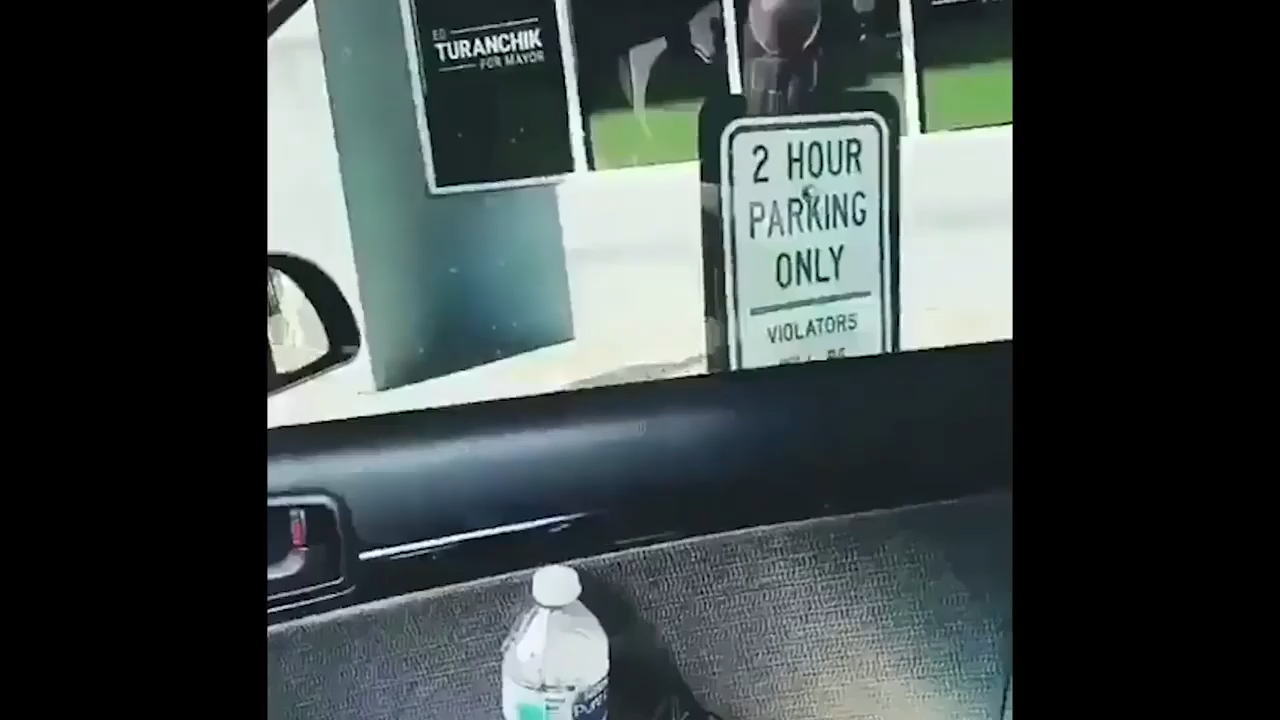 ED
TURANCHIK
FOR MAYOR
2 HOUR
PARKING
ONLY
VIOLATORS